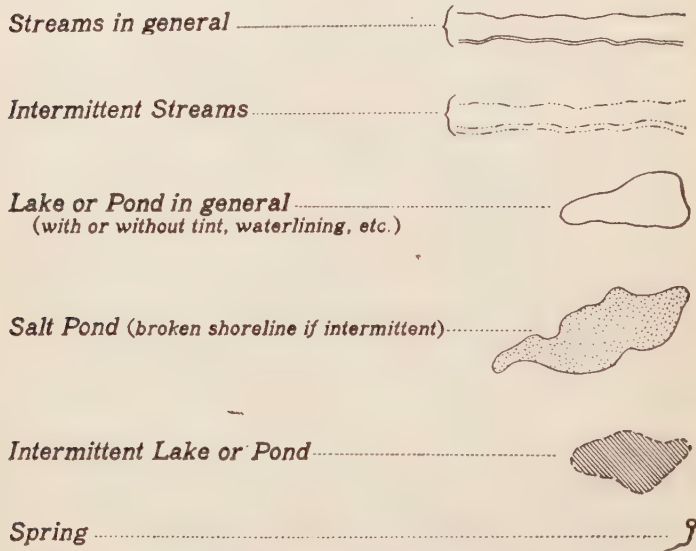 Streams in general
Intermittent Streams
Lake or Pond in general
(with or without tint, waterlining, etc.)
Salt Pond (broken shoreline if intermittent)
Intermittent Lake or Pond
Spring